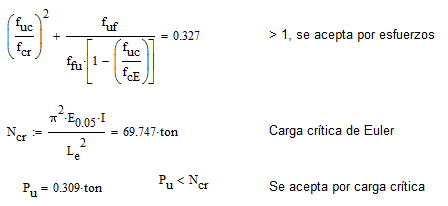 (f_uc/f_cr)² + f_uf/(f_fu·[1 − (f_uc/f_cE)]) = 0.327 > 1, se acepta por esfuerzos
N_cr := π²·E_0.05·I/L_e² = 69.747·ton Carga crítica de Euler
P_u = 0.309·ton P_u < N_cr Se acepta por carga crítica